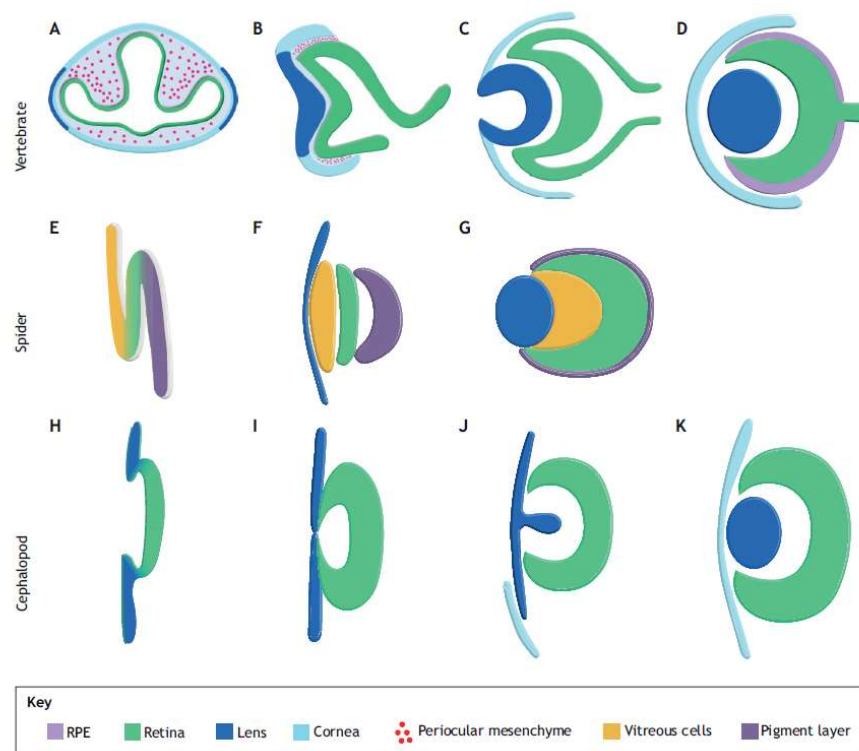 A B C D
Vertebrate
E F G
Spider
H I J K
Cephalopod
Key
RPE Retina Lens Cornea Periocular mesenchyme Vitreous cells Pigment layer